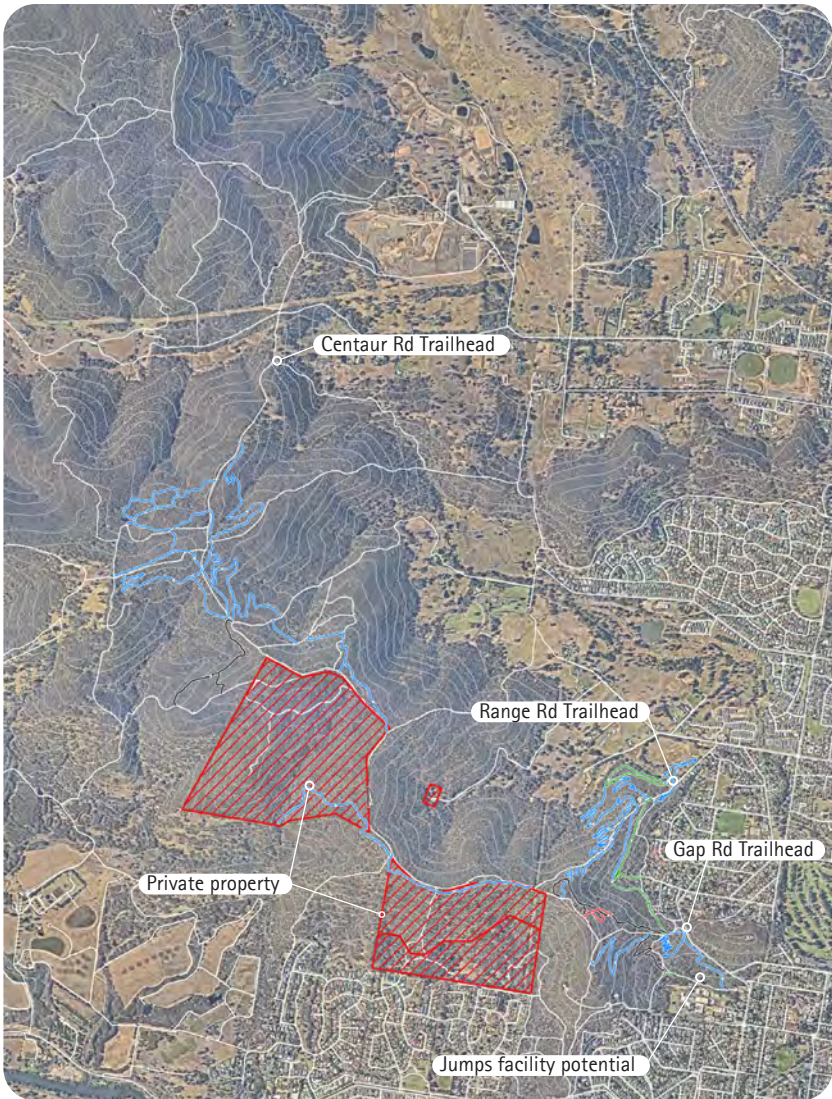 Centaur Rd Trailhead
Range Rd Trailhead
Gap Rd Trailhead
Private property
Jumps facility potential